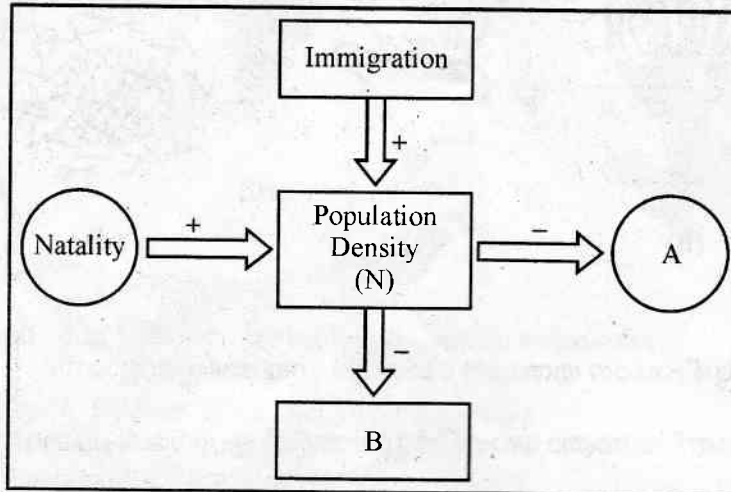 Immigration
+
Natality
+
Population
Density
(N)
–
A
–
B